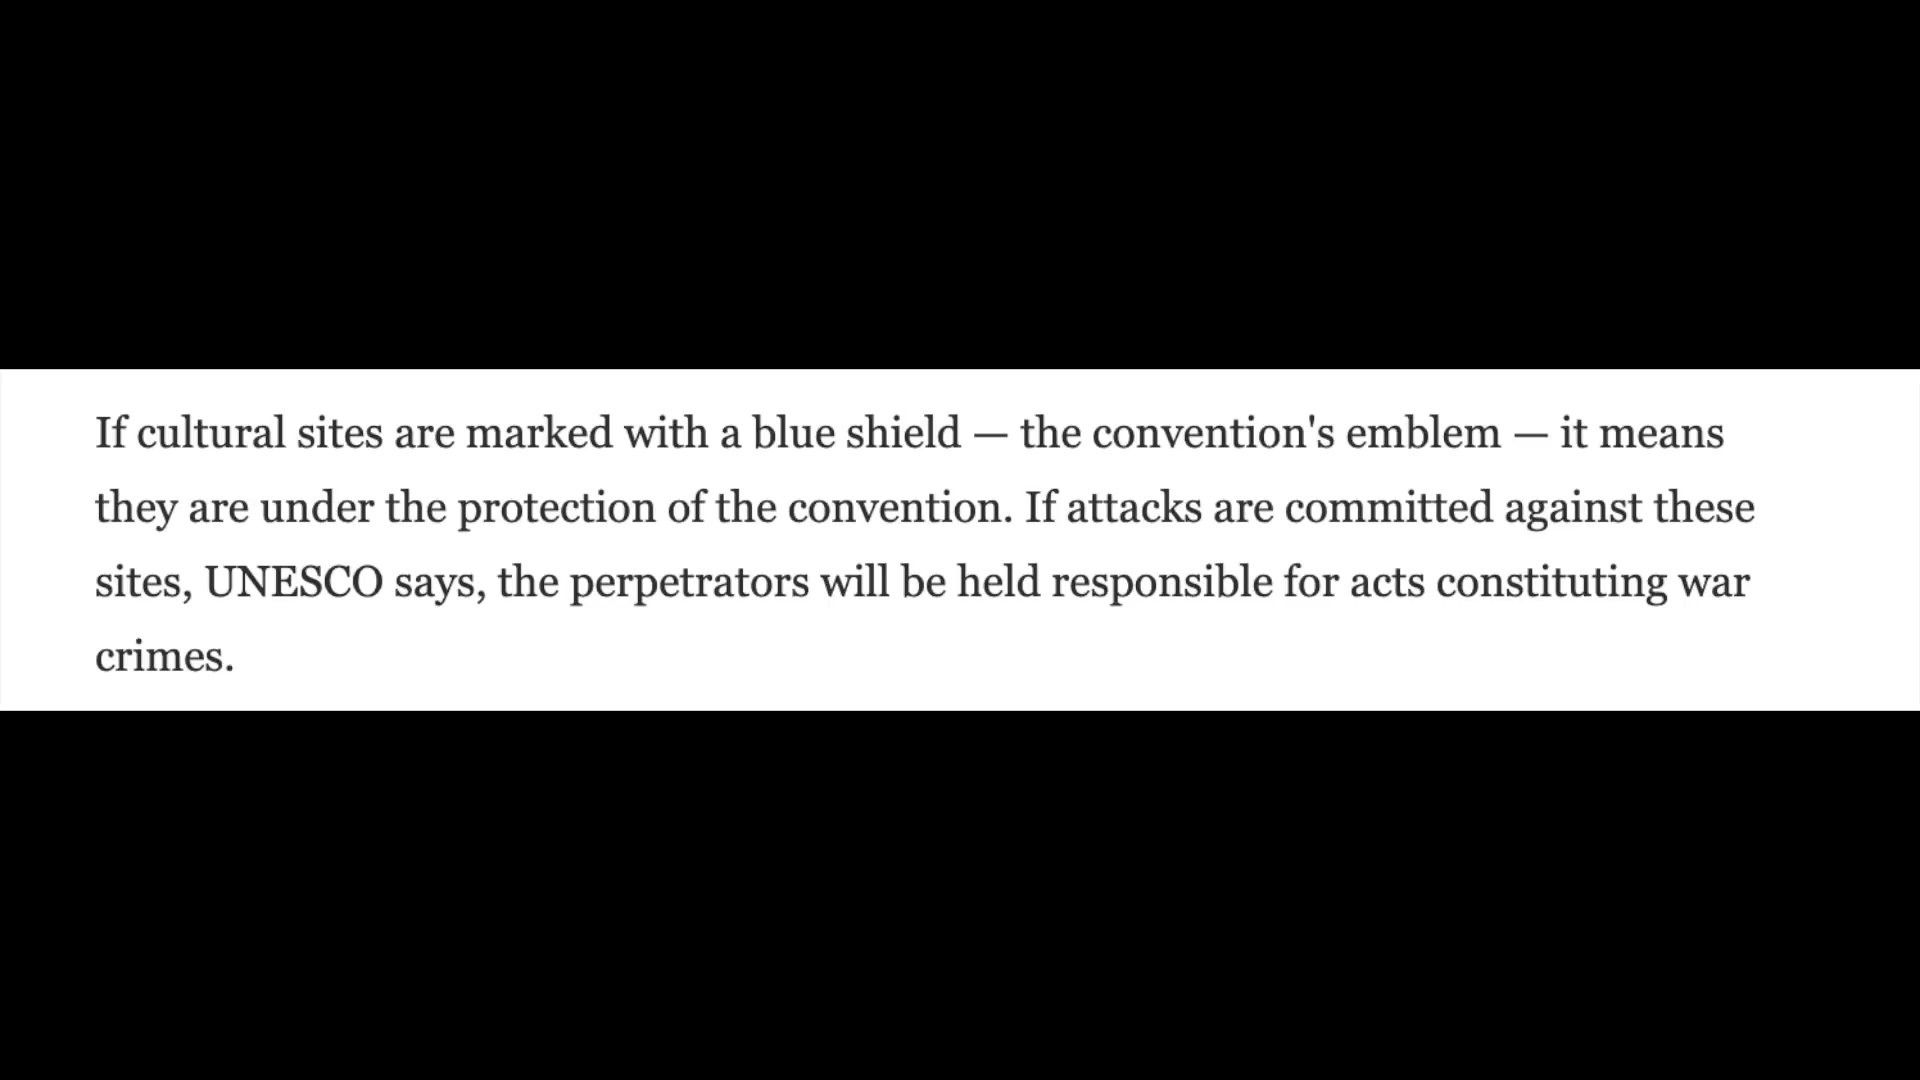 If cultural sites are marked with a blue shield — the convention's emblem — it means
they are under the protection of the convention. If attacks are committed against these
sites, UNESCO says, the perpetrators will be held responsible for acts constituting war
crimes.